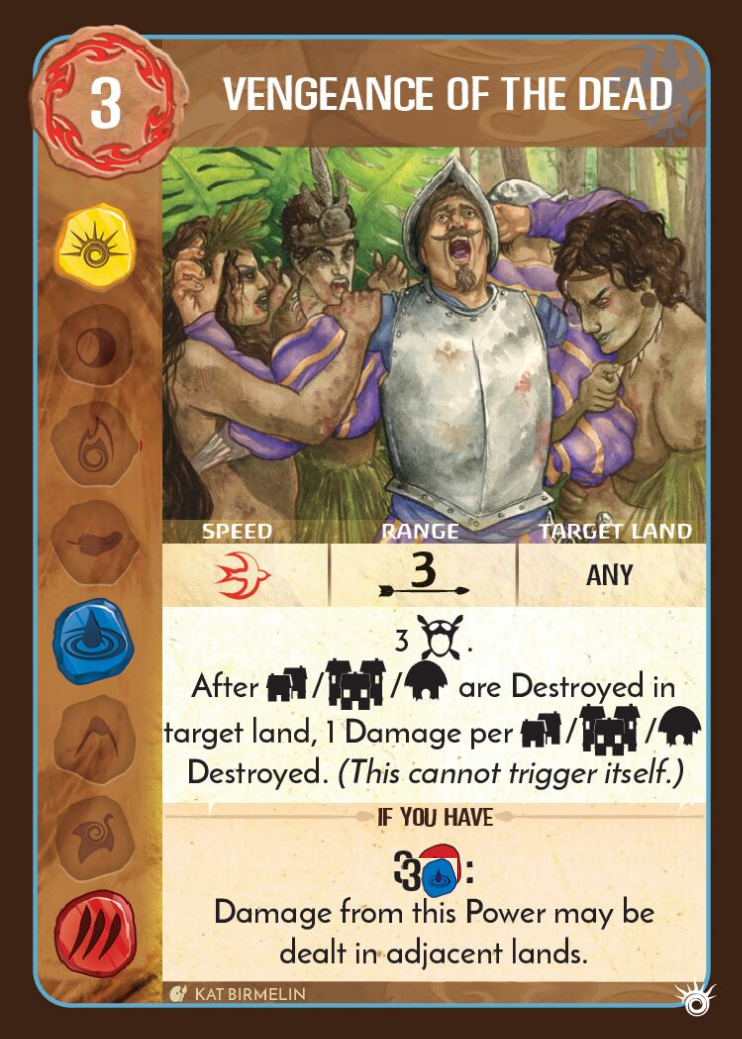 3
VENGEANCE OF THE DEAD
SPEED RANGE TARGET LAND
3 ANY
3 .
After / / are Destroyed in
target land, 1 Damage per / /
Destroyed. (This cannot trigger itself.)
IF YOU HAVE
3 :
Damage from this Power may be
dealt in adjacent lands.
KAT BIRMELIN